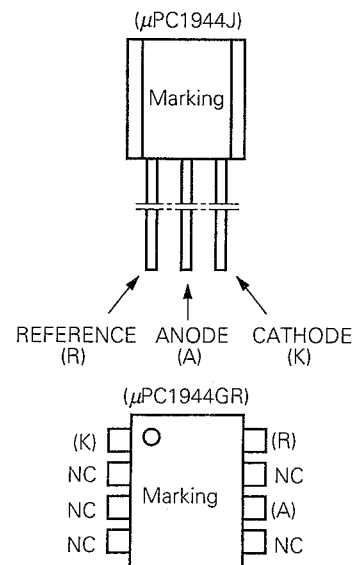 (μPC1944J)
Marking
REFERENCE ANODE CATHODE
(R) (A) (K)
(μPC1944GR)
(K) (R)
NC NC
Marking
NC (A)
NC NC